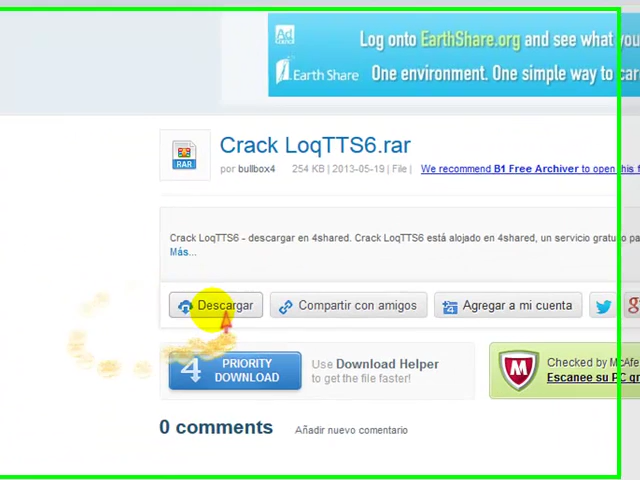 Ad
Log onto EarthShare.org and see what you
Earth Share
One environment. One simple way to car
Crack LoqTTS6.rar
RAR
por bullbox4 254 KB | 2013-05-19 | File | We recommend B1 Free Archiver to open this f
Crack LoqTTS6 - descargar en 4shared. Crack LoqTTS6 está alojado en 4shared, un servicio gratuito pa
Más...
Descargar
Compartir con amigos
Agregar a mi cuenta
4 PRIORITY
DOWNLOAD
Use Download Helper
to get the file faster!
Checked by McAfe
Escanee su PC gr
0 comments Añadir nuevo comentario